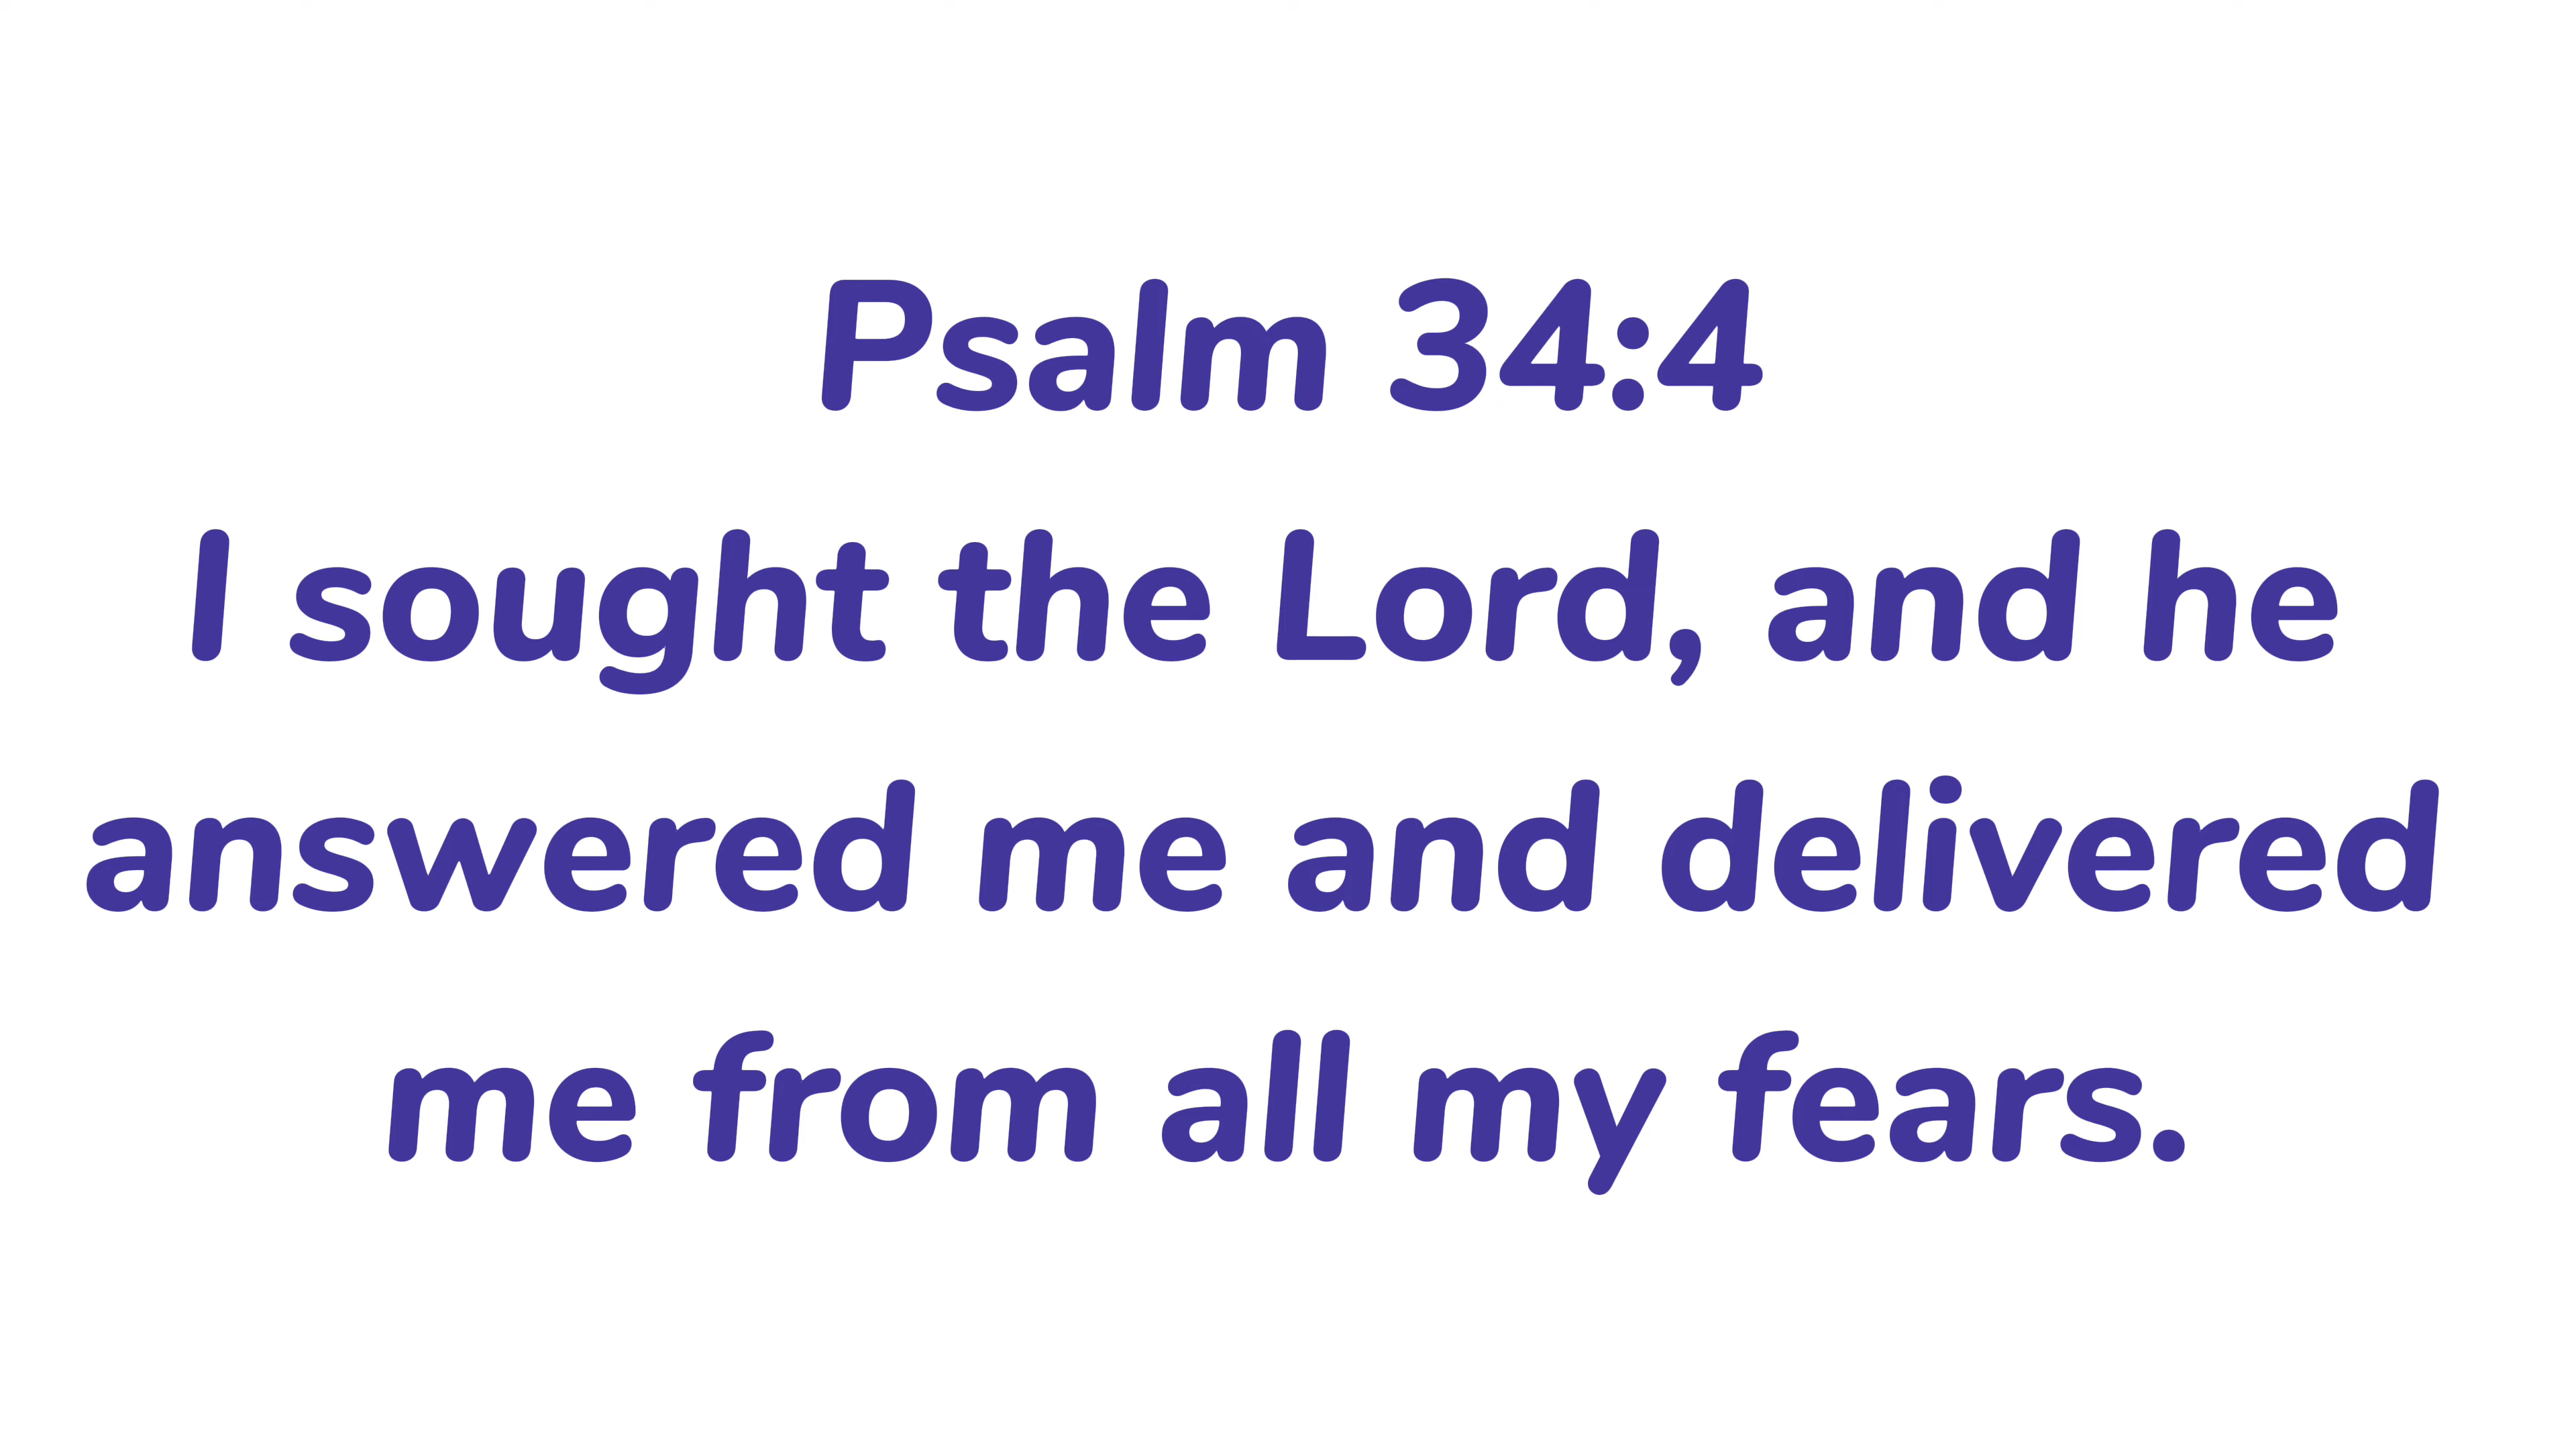 Psalm 34:4
I sought the Lord, and he
answered me and delivered
me from all my fears.